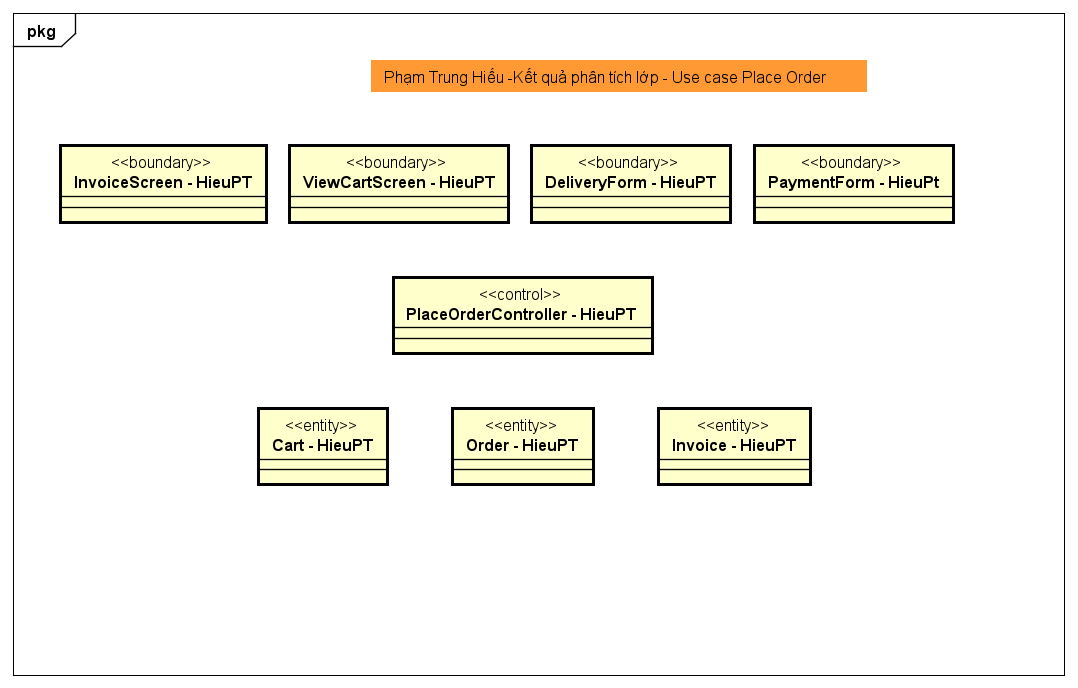 pkg
Phạm Trung Hiếu -Kết quả phân tích lớp - Use case Place Order
<<boundary>>
InvoiceScreen - HieuPT
<<boundary>>
ViewCartScreen - HieuPT
<<boundary>>
DeliveryForm - HieuPT
<<boundary>>
PaymentForm - HieuPt
<<control>>
PlaceOrderController - HieuPT
<<entity>>
Cart - HieuPT
<<entity>>
Order - HieuPT
<<entity>>
Invoice - HieuPT